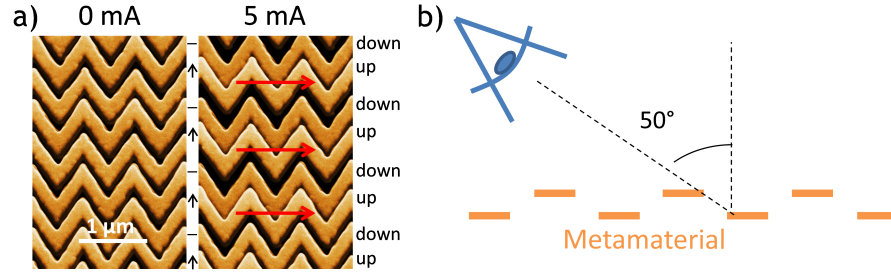 a)
0 mA
5 mA
down
up
down
up
down
up
down
up
1 μm
b)
50°
Metamaterial